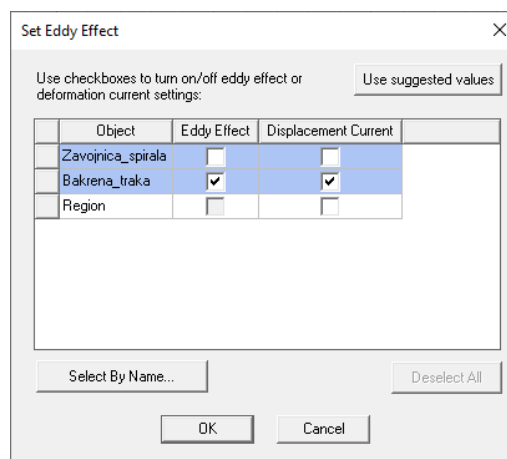 Set Eddy Effect
Use checkboxes to turn on/off eddy effect or
deformation current settings:
Use suggested values
Object Eddy Effect Displacement Current
Zavojnica_spirala
Bakrena_traka
Region
Select By Name...
Deselect All
OK Cancel